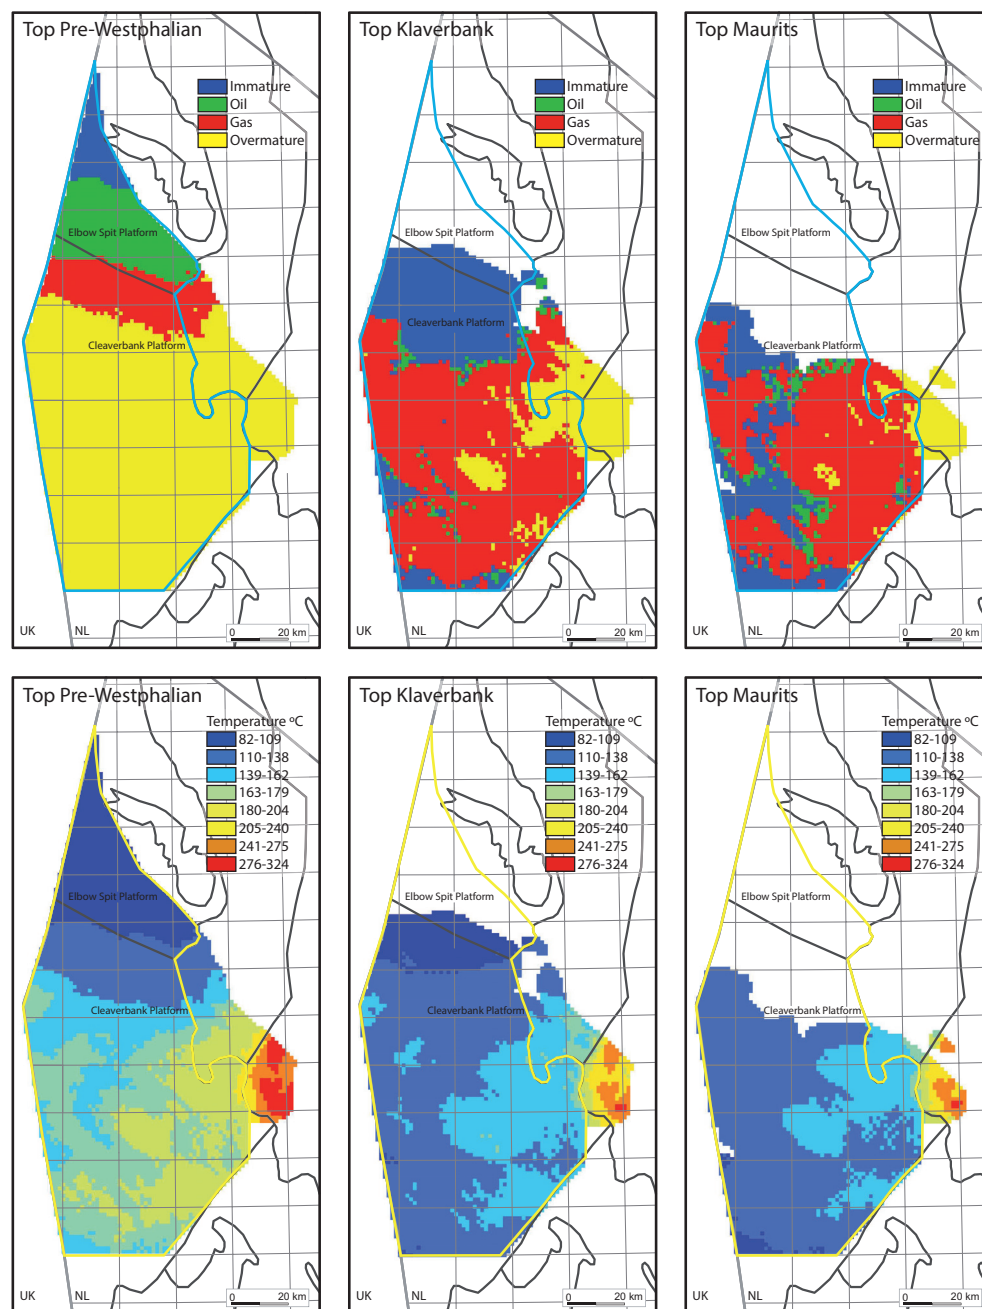 Top Pre-Westphalian
Immature
Oil
Gas
Overmature
Elbow Spit Platform
Cleaverbank Platform
UK
NL
0 20 km
Top Klaverbank
Immature
Oil
Gas
Overmature
Elbow Spit Platform
Cleaverbank Platform
UK
NL
0 20 km
Top Maurits
Immature
Oil
Gas
Overmature
Elbow Spit Platform
Cleaverbank Platform
UK
NL
0 20 km
Top Pre-Westphalian
Temperature ºC
82-109
110-138
139-162
163-179
180-204
205-240
241-275
276-324
Elbow Spit Platform
Cleaverbank Platform
UK
NL
0 20 km
Top Klaverbank
Temperature ºC
82-109
110-138
139-162
163-179
180-204
205-240
241-275
276-324
Elbow Spit Platform
Cleaverbank Platform
UK
NL
0 20 km
Top Maurits
Temperature ºC
82-109
110-138
139-162
163-179
180-204
205-240
241-275
276-324
Elbow Spit Platform
Cleaverbank Platform
UK
NL
0 20 km